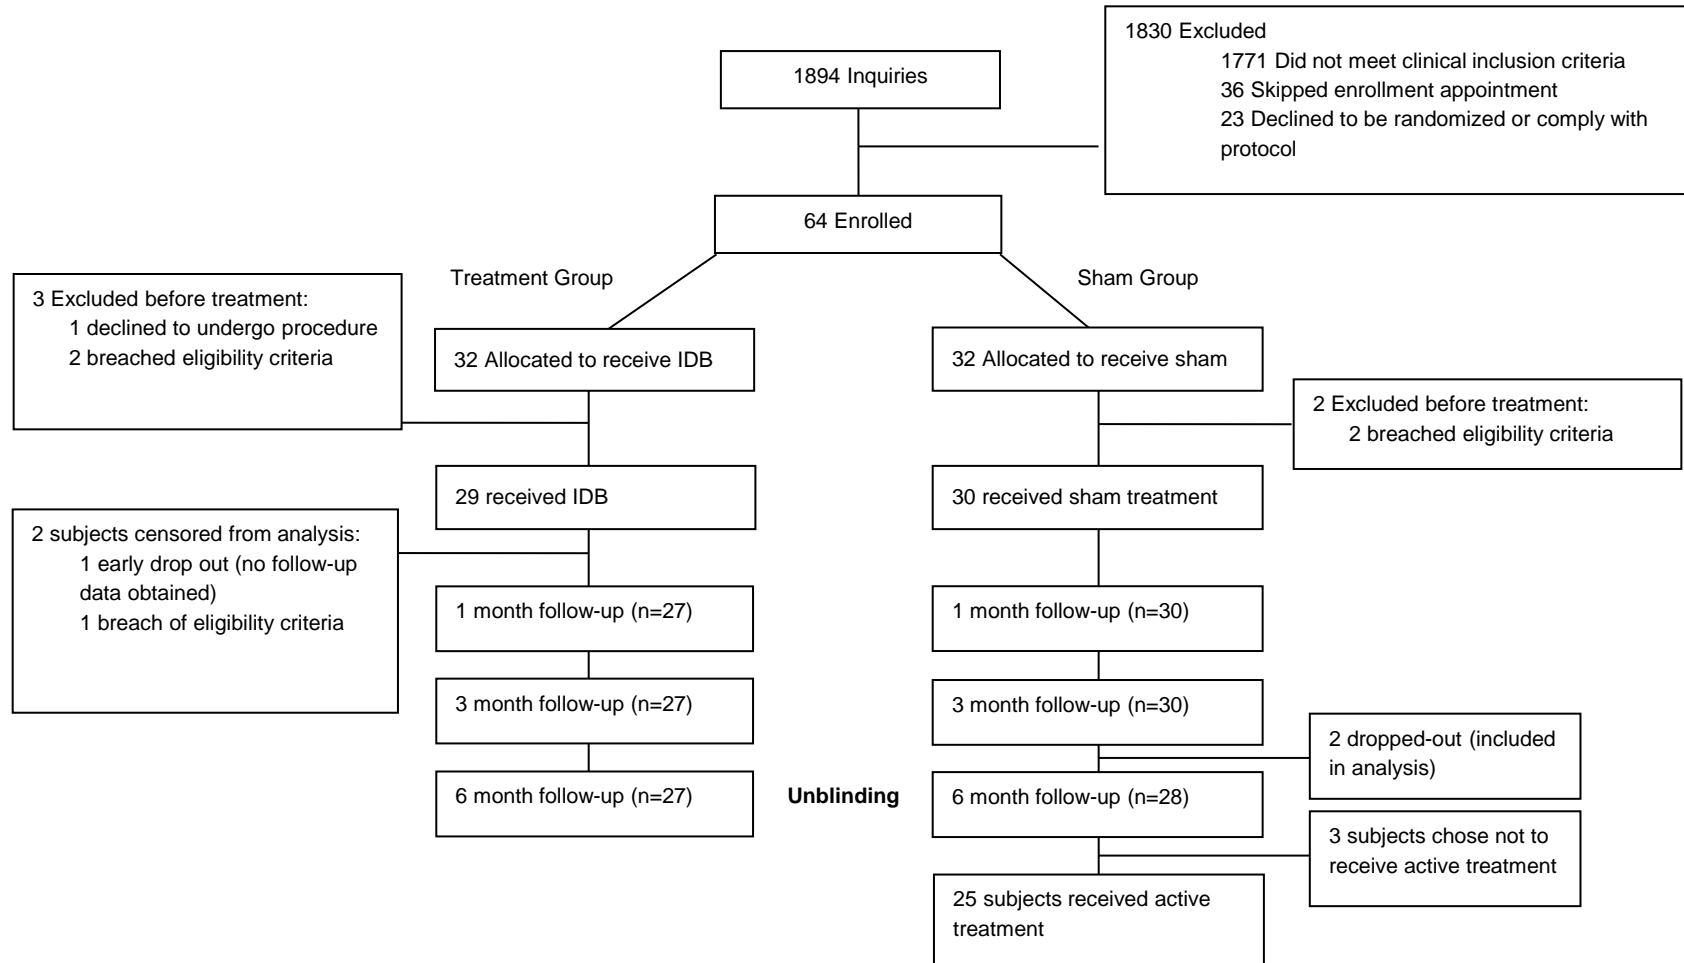 1894 Inquiries
1830 Excluded
1771 Did not meet clinical inclusion criteria
36 Skipped enrollment appointment
23 Declined to be randomized or comply with
protocol
64 Enrolled
Treatment Group
Sham Group
3 Excluded before treatment:
1 declined to undergo procedure
2 breached eligibility criteria
32 Allocated to receive IDB
32 Allocated to receive sham
2 Excluded before treatment:
2 breached eligibility criteria
29 received IDB
30 received sham treatment
2 subjects censored from analysis:
1 early drop out (no follow-up
data obtained)
1 breach of eligibility criteria
1 month follow-up (n=27)
1 month follow-up (n=30)
3 month follow-up (n=27)
3 month follow-up (n=30)
2 dropped-out (included
in analysis)
6 month follow-up (n=27)
Unblinding
6 month follow-up (n=28)
3 subjects chose not to
receive active treatment
25 subjects received active
treatment